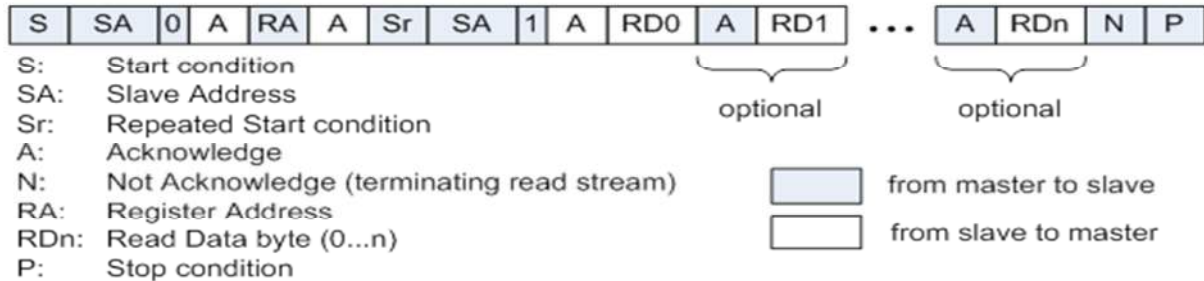 S SA 0 A RA A Sr SA 1 A RD0 A RD1 ... A RDn N P
S: Start condition
SA: Slave Address
optional optional
Sr: Repeated Start condition
A: Acknowledge
N: Not Acknowledge (terminating read stream)
from master to slave
RA: Register Address
RDn: Read Data byte (0...n)
from slave to master
P: Stop condition